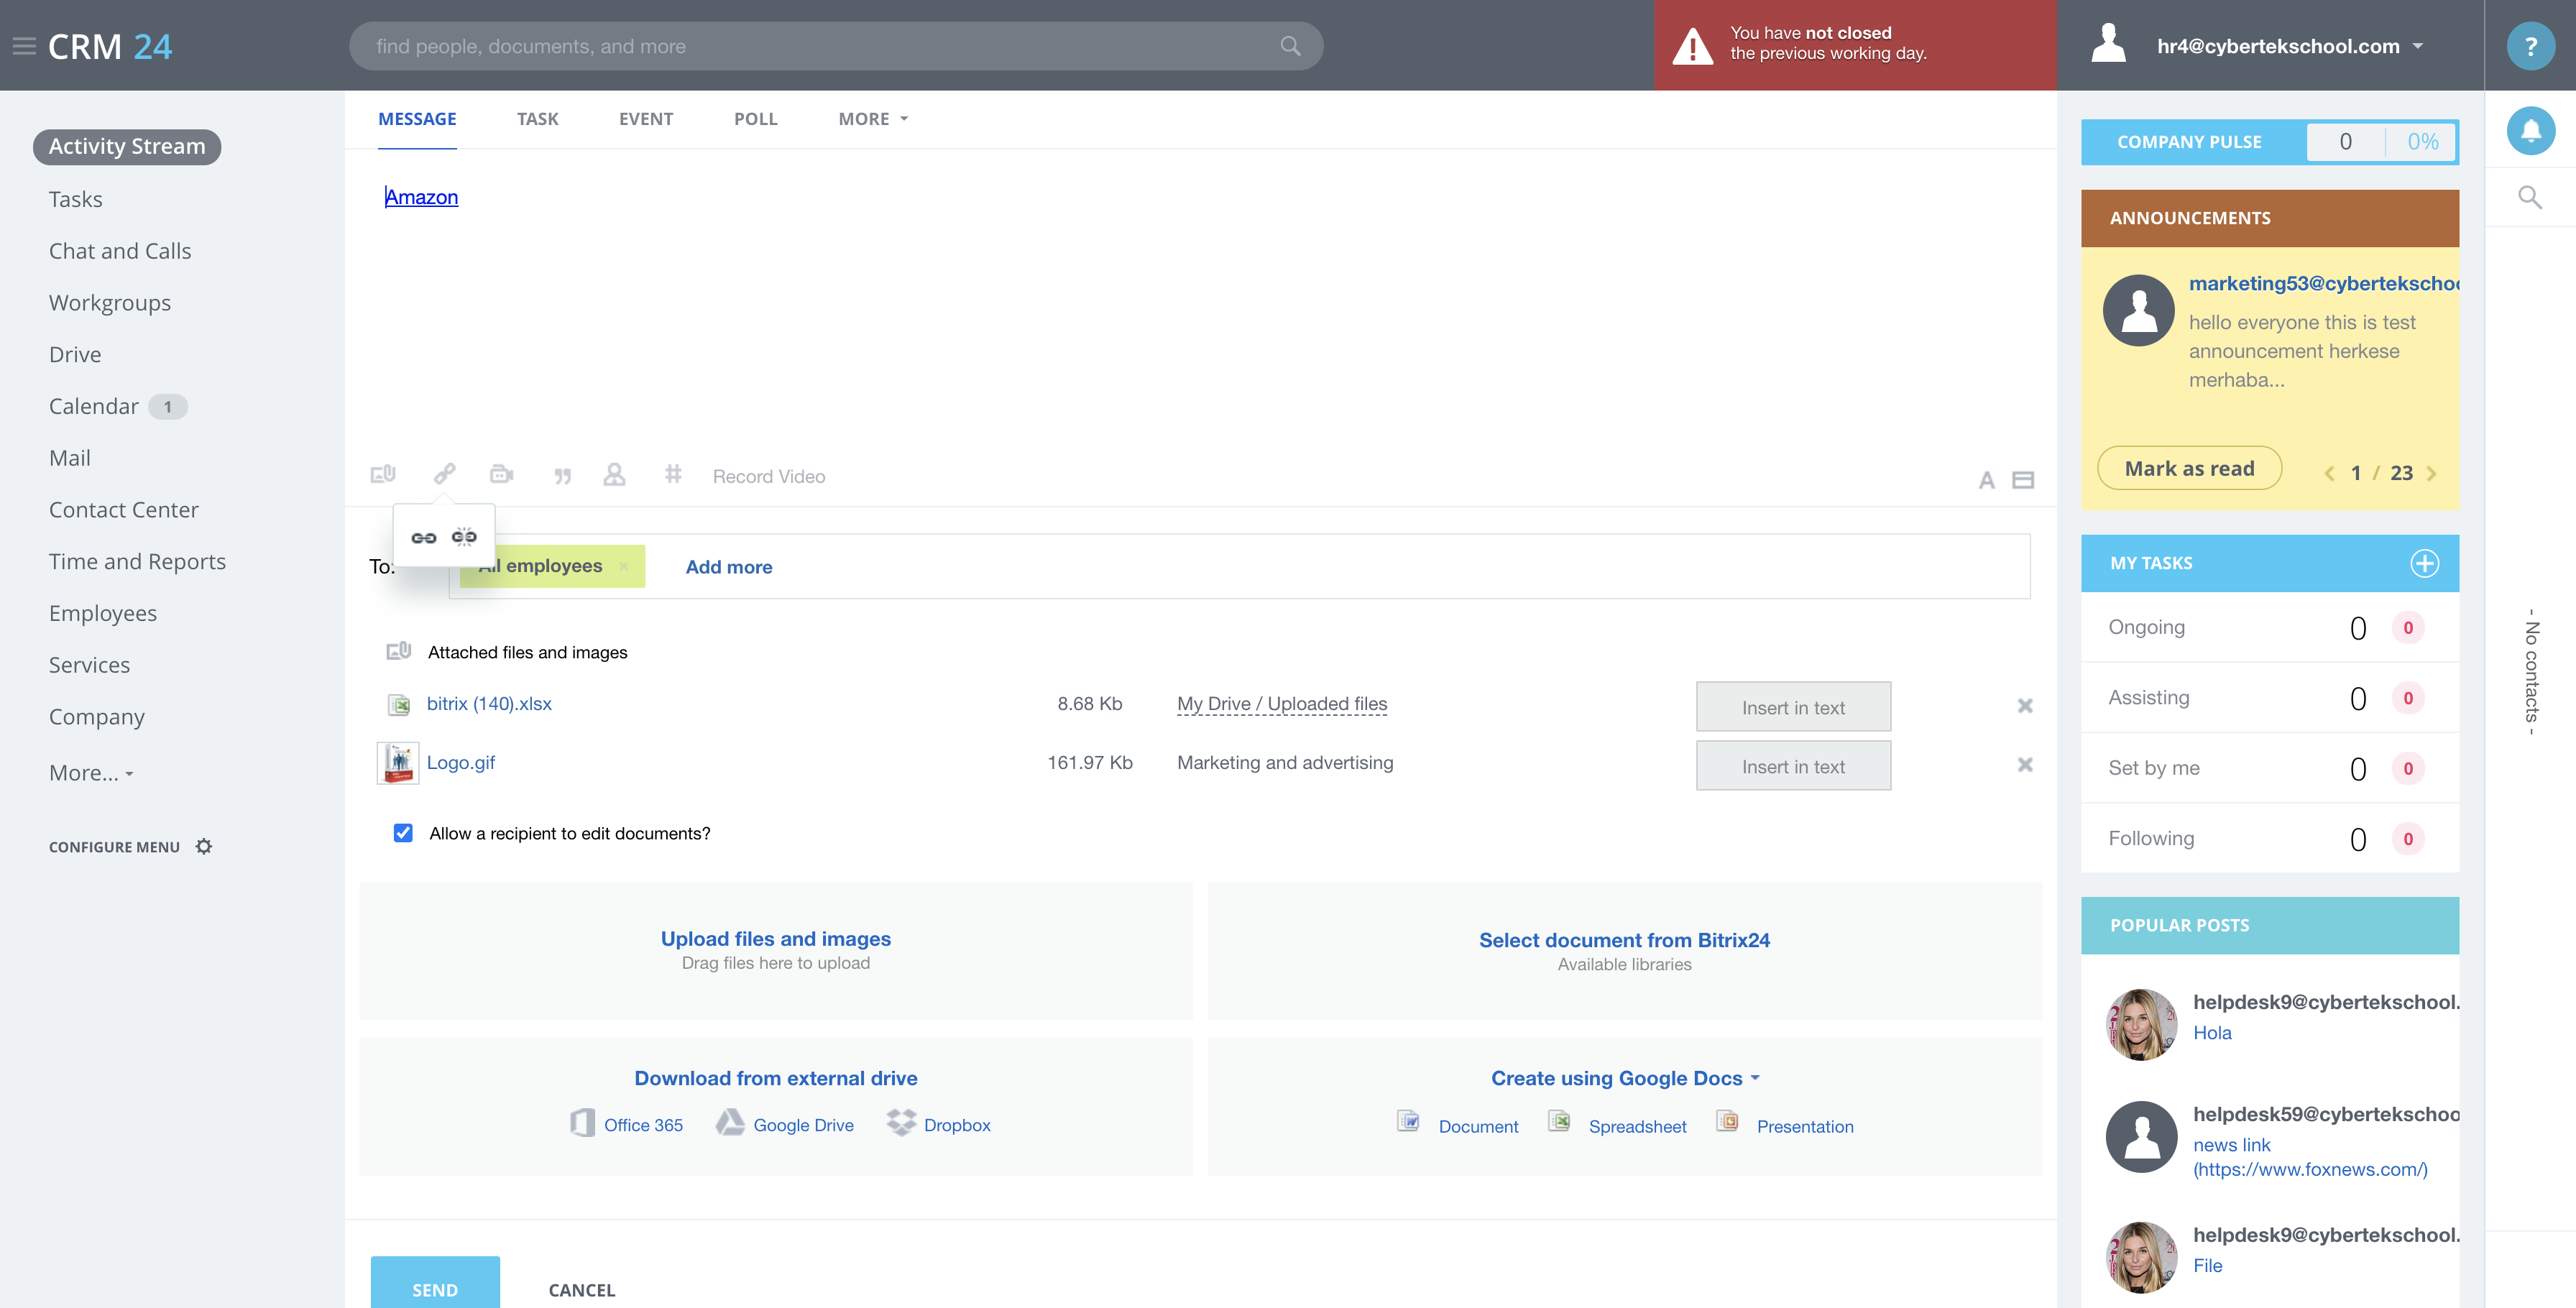 CRM 24
find people, documents, and more
You have not closed
the previous working day.
hr4@cybertekschool.com
?
Activity Stream
Tasks
Chat and Calls
Workgroups
Drive
Calendar 1
Mail
Contact Center
Time and Reports
Employees
Services
Company
More...
CONFIGURE MENU
MESSAGE TASK EVENT POLL MORE
Amazon
Record Video
A
To: All employees Add more
Attached files and images
bitrix (140).xlsx 8.68 Kb My Drive / Uploaded files Insert in text
Logo.gif 161.97 Kb Marketing and advertising Insert in text
Allow a recipient to edit documents?
Upload files and images
Drag files here to upload
Select document from Bitrix24
Available libraries
Download from external drive
Office 365 Google Drive Dropbox
Create using Google Docs
Document Spreadsheet Presentation
SEND CANCEL
COMPANY PULSE 0 0%
ANNOUNCEMENTS
marketing53@cybertekschoo
hello everyone this is test
announcement herkese
merhaba...
Mark as read 1 / 23
MY TASKS
Ongoing 0 0
Assisting 0 0
Set by me 0 0
Following 0 0
POPULAR POSTS
helpdesk9@cybertekschool.
Hola
helpdesk59@cybertekschoo
news link
(https://www.foxnews.com/)
helpdesk9@cybertekschool.
File
- No contacts -